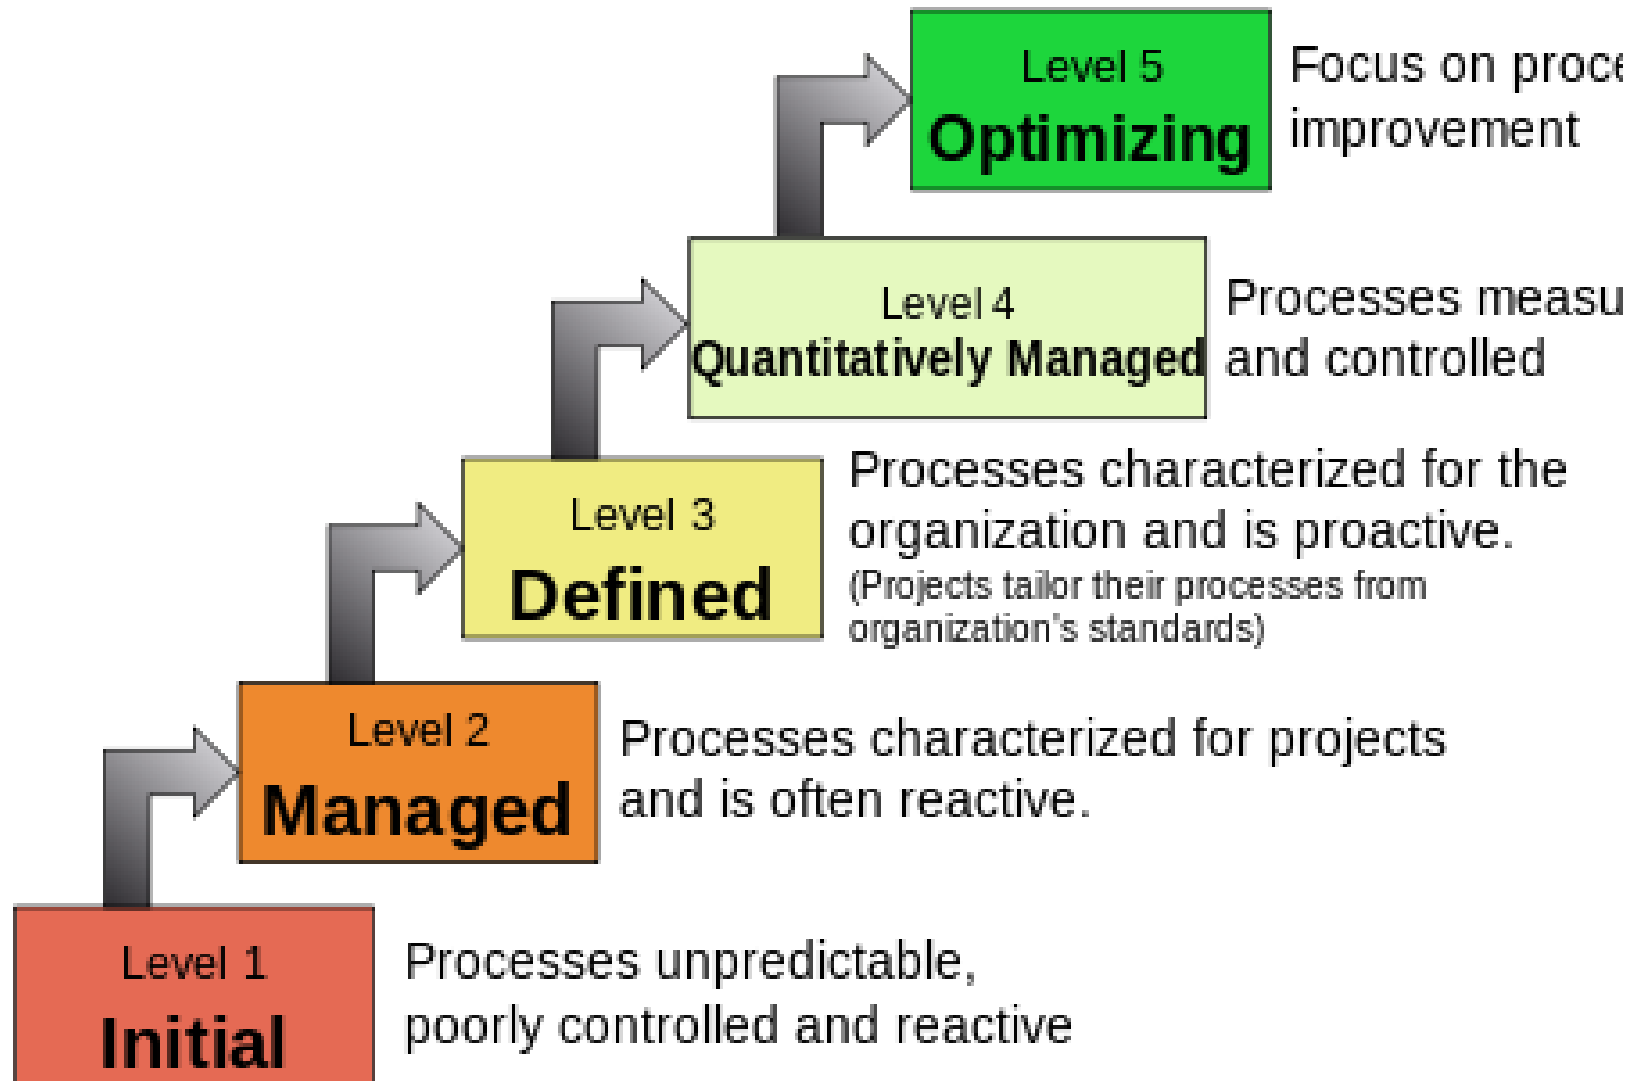 Level 5
Optimizing
Focus on proce
improvement
Level 4
Quantitatively Managed
Processes measu
and controlled
Level 3
Defined
Processes characterized for the
organization and is proactive.
(Projects tailor their processes from
organization's standards)
Level 2
Managed
Processes characterized for projects
and is often reactive.
Level 1
Initial
Processes unpredictable,
poorly controlled and reactive